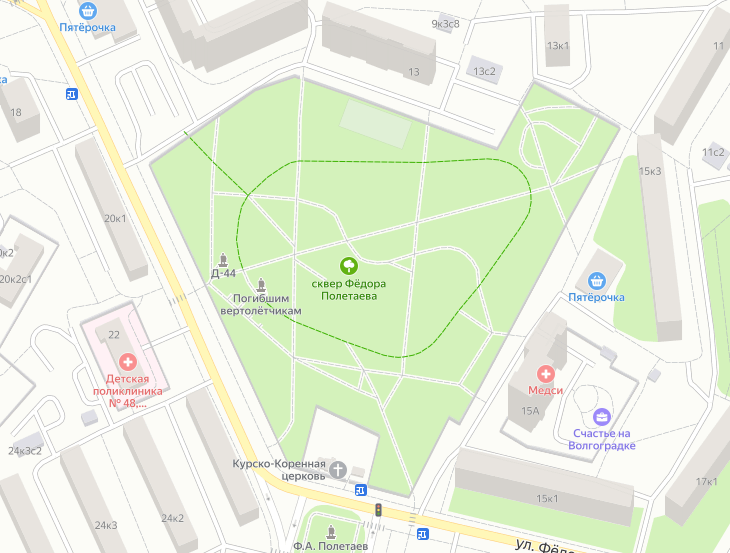 Пятёрочка
9к3с8
13к1
11
13
13с2
18
11с2
15к3
20к1
20к2с1
Д-44
Погибшим
вертолётчикам
сквер Фёдора
Полетаева
Пятёрочка
22
Детская
поликлиника
№ 48,...
Медси
15А
Счастье на
Волгоградке
24к3с2
Курско-Коренная
церковь
24к3
24к2
15к1
17к1
Ф.А. Полетаев
ул. Фёдо